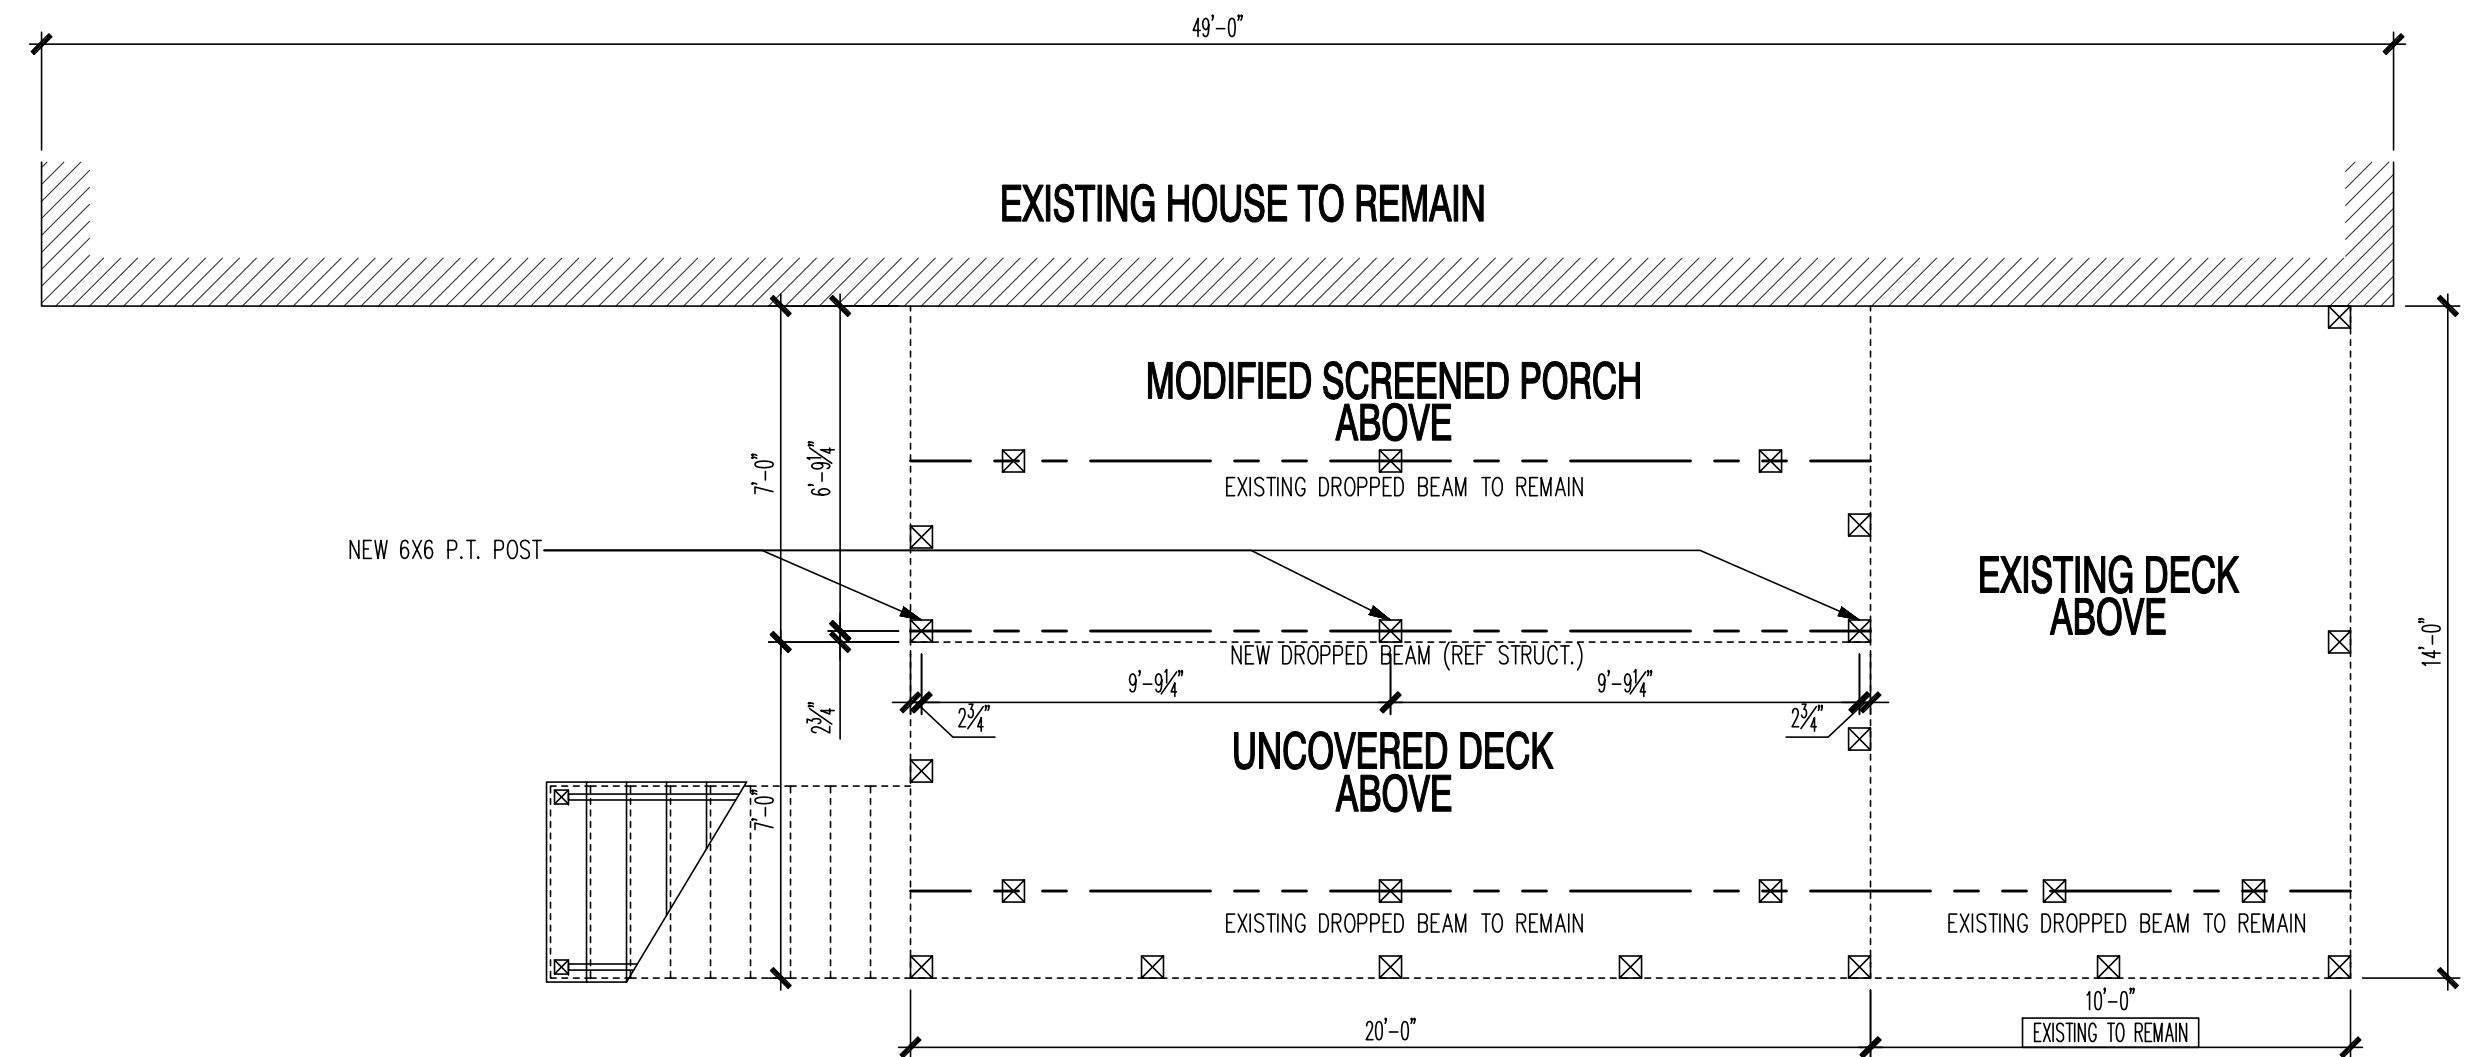 49'-0"
EXISTING HOUSE TO REMAIN
MODIFIED SCREENED PORCH
ABOVE
7'-0"
6'-9¼"
EXISTING DROPPED BEAM TO REMAIN
NEW 6X6 P.T. POST
EXISTING DECK
ABOVE
14'-0"
NEW DROPPED BEAM (REF STRUCT.)
9'-9¼"
9'-9¼"
2¾"
2¾"
2¾"
UNCOVERED DECK
ABOVE
7'-0"
EXISTING DROPPED BEAM TO REMAIN
EXISTING DROPPED BEAM TO REMAIN
20'-0"
10'-0"
EXISTING TO REMAIN